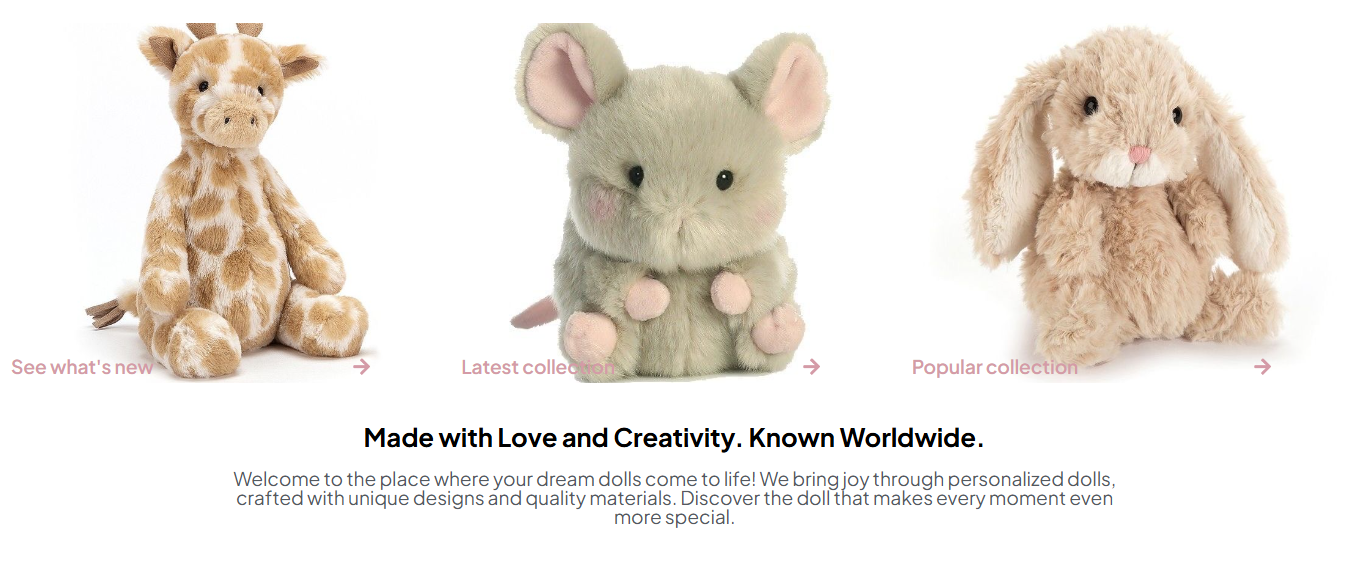 See what's new
Latest collection
Popular collection
Made with Love and Creativity. Known Worldwide.
Welcome to the place where your dream dolls come to life! We bring joy through personalized dolls,
crafted with unique designs and quality materials. Discover the doll that makes every moment even
more special.